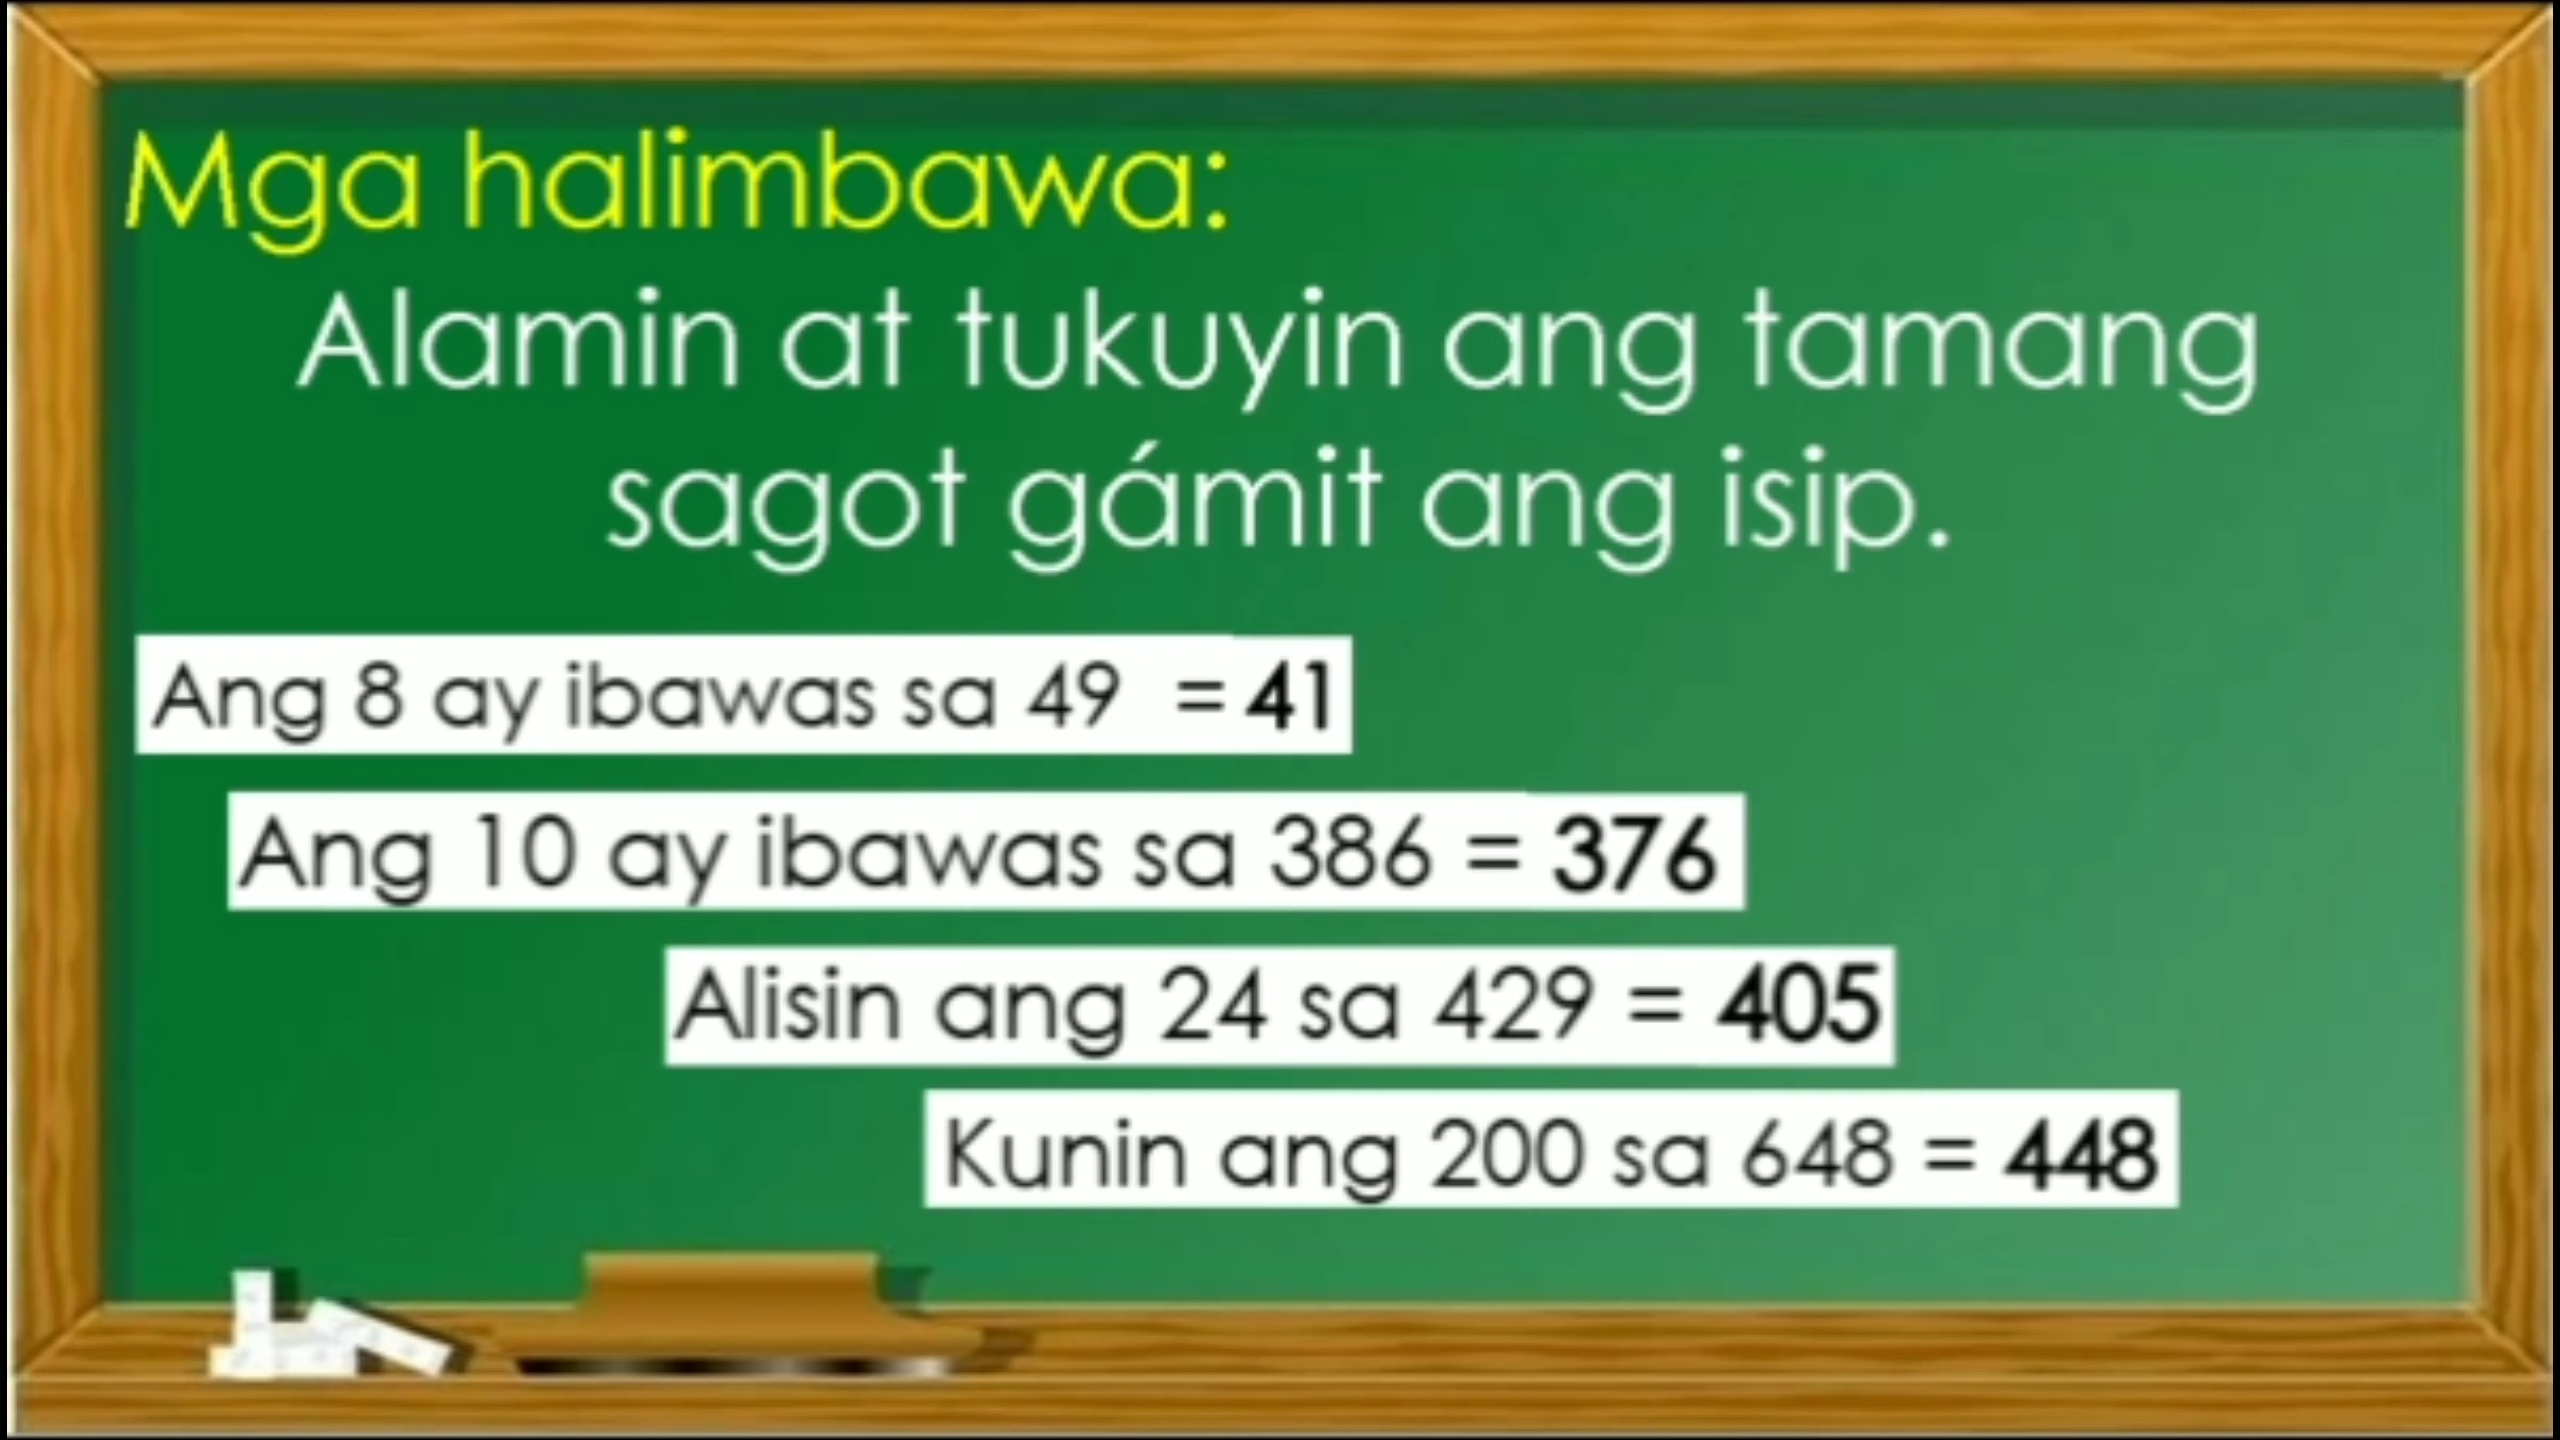 Mga halimbawa:
Alamin at tukuyin ang tamang
sagot gámit ang isip.
Ang 8 ay ibawas sa 49 = 41
Ang 10 ay ibawas sa 386 = 376
Alisin ang 24 sa 429 = 405
Kunin ang 200 sa 648 = 448